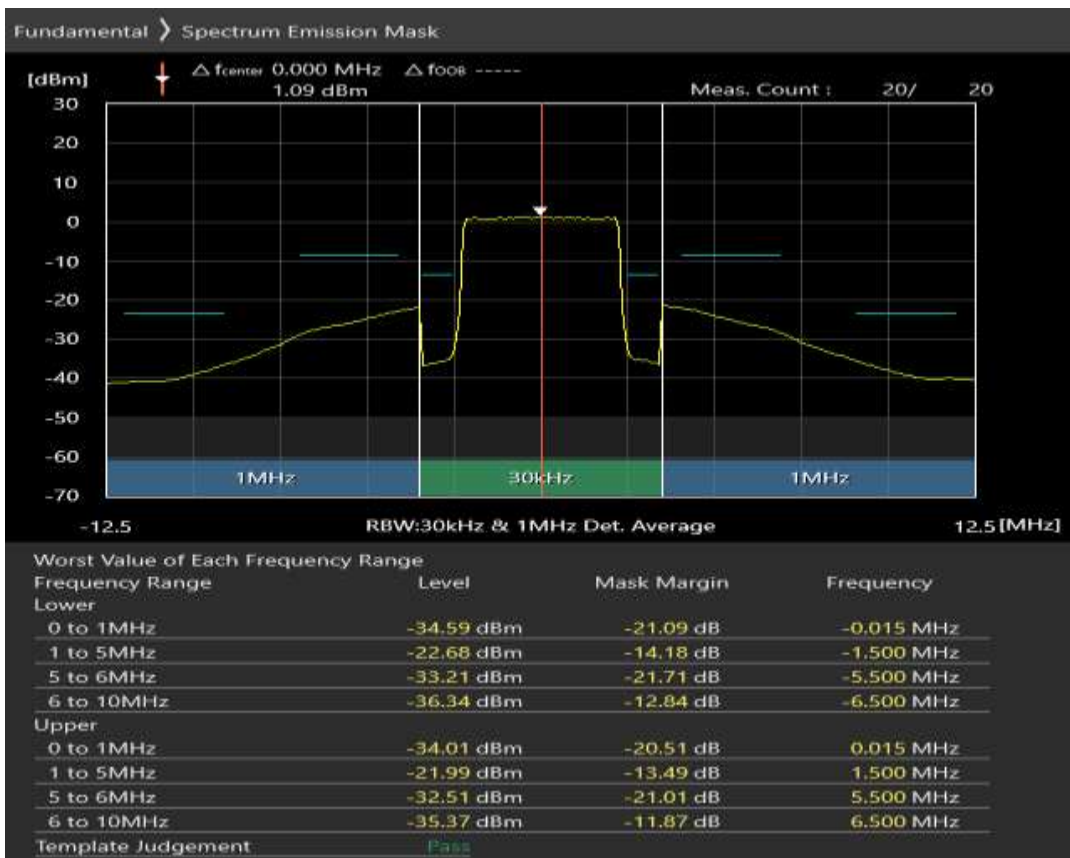 Fundamental ❭ Spectrum Emission Mask
[dBm] △ fcenter 0.000 MHz △ fOOB -----
1.09 dBm Meas. Count : 20/ 20
30
20
10
0
-10
-20
-30
-40
-50
-60
-70
1MHz 30kHz 1MHz
-12.5 RBW:30kHz & 1MHz Det. Average 12.5 [MHz]
Worst Value of Each Frequency Range
Frequency Range Level Mask Margin Frequency
Lower
0 to 1MHz -34.59 dBm -21.09 dB -0.015 MHz
1 to 5MHz -22.68 dBm -14.18 dB -1.500 MHz
5 to 6MHz -33.21 dBm -21.71 dB -5.500 MHz
6 to 10MHz -36.34 dBm -12.84 dB -6.500 MHz
Upper
0 to 1MHz -34.01 dBm -20.51 dB 0.015 MHz
1 to 5MHz -21.99 dBm -13.49 dB 1.500 MHz
5 to 6MHz -32.51 dBm -21.01 dB 5.500 MHz
6 to 10MHz -35.37 dBm -11.87 dB 6.500 MHz
Template Judgement Pass